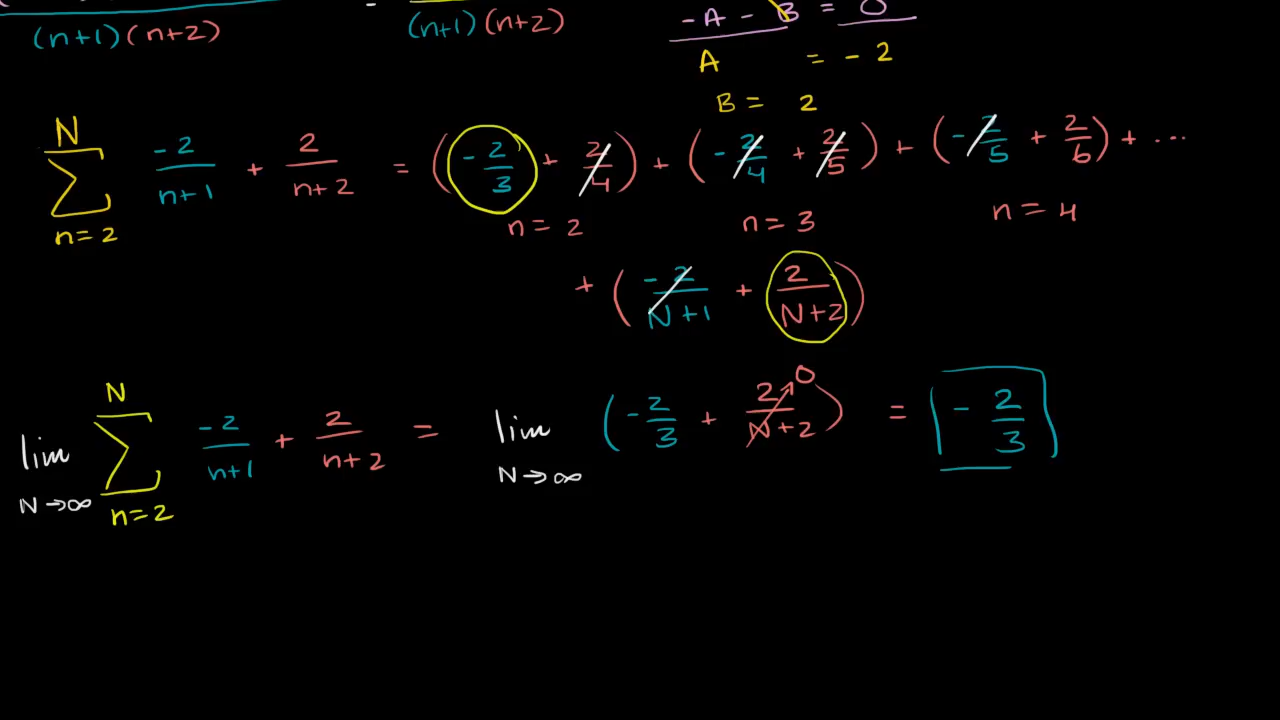 (n+1)(n+2) (n+1)(n+2) -A - B = 0
A = -2
B = 2
N
∑ -2/(n+1) + 2/(n+2) = (-2/3 + 2/4) + (-2/4 + 2/5) + (-2/5 + 2/6) + ...
n=2 n = 2 n = 3 n = 4
+ (-2/(N+1) + 2/(N+2))
N 0
lim ∑ -2/(n+1) + 2/(n+2) = lim (-2/3 + 2/(N+2)) = -2/3
N→∞ n=2 N→∞